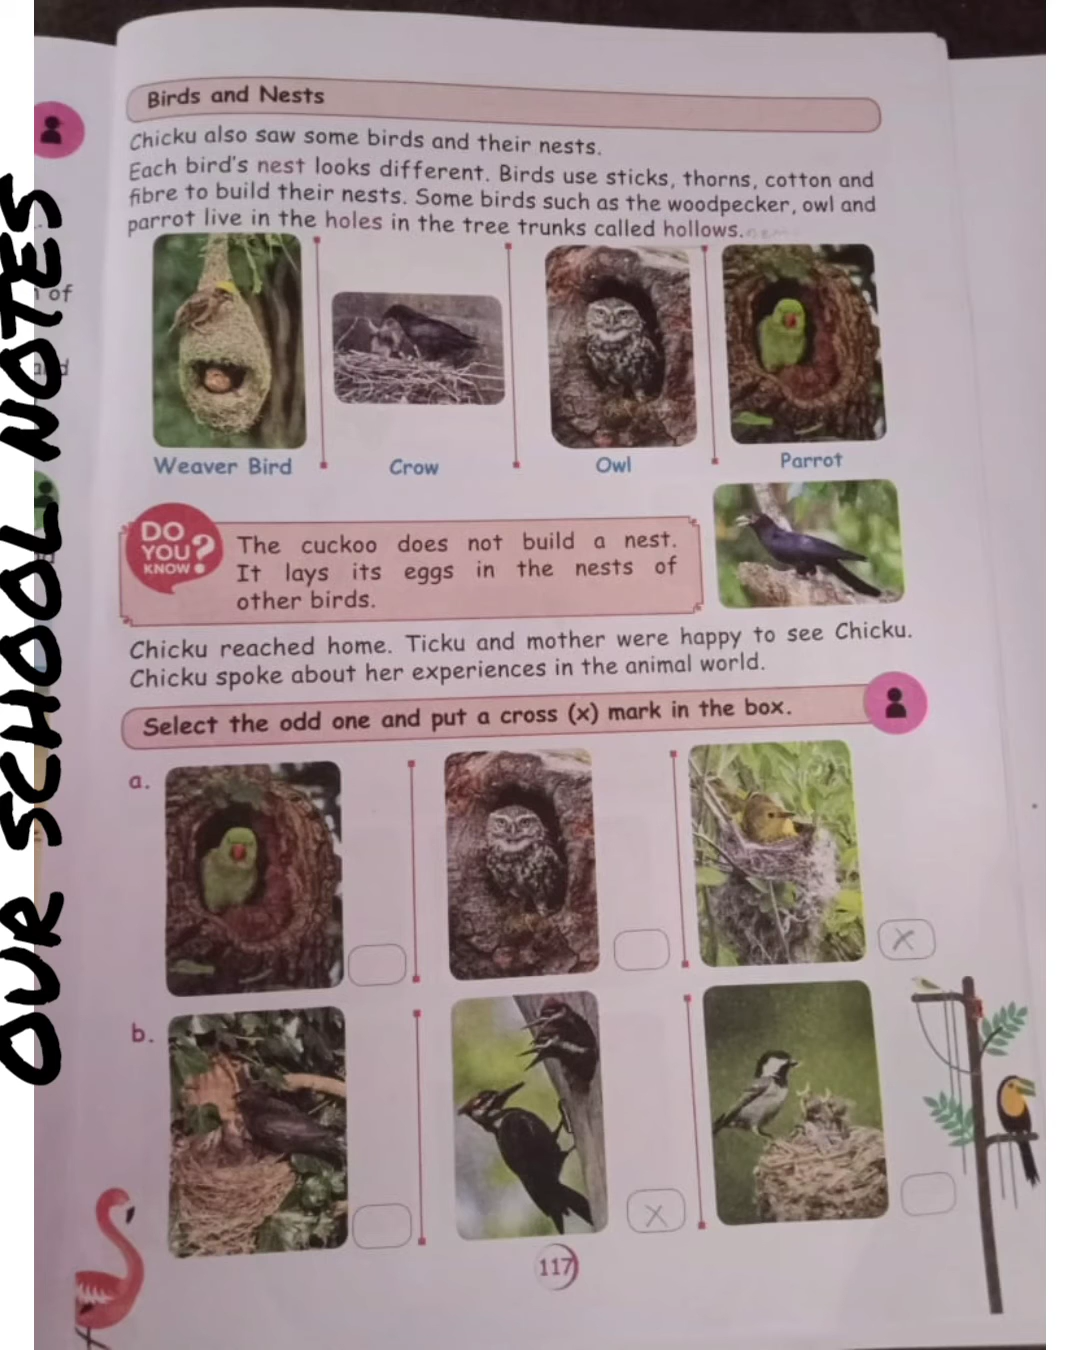 OUR SCHOOL NOTES
of
Birds and Nests
Chicku also saw some birds and their nests.
Each bird's nest looks different. Birds use sticks, thorns, cotton and
fibre to build their nests. Some birds such as the woodpecker, owl and
parrot live in the holes in the tree trunks called hollows.
Weaver Bird
Crow
Owl
Parrot
DO
YOU?
KNOW
The cuckoo does not build a nest.
It lays its eggs in the nests of
other birds.
Chicku reached home. Ticku and mother were happy to see Chicku.
Chicku spoke about her experiences in the animal world.
Select the odd one and put a cross (x) mark in the box.
a.
x
b.
x
117